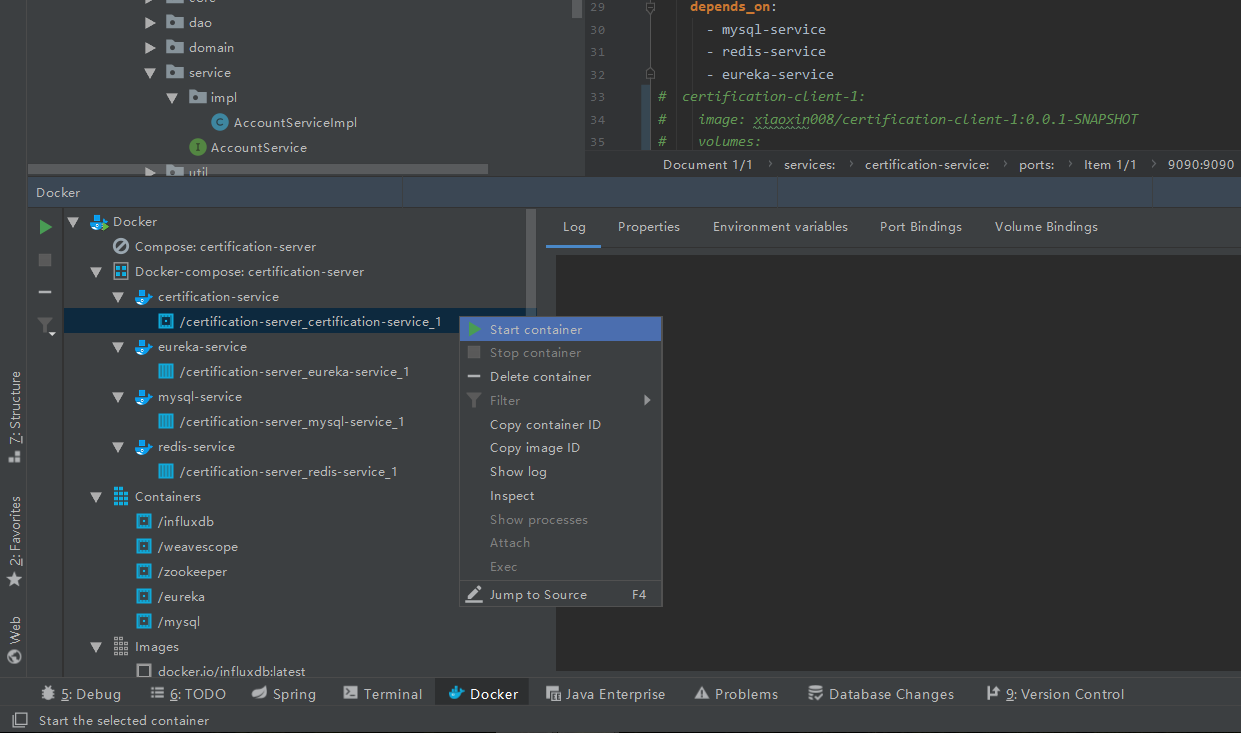 core
dao
domain
service
impl
AccountServiceImpl
AccountService
util
29 depends_on:
30 - mysql-service
31 - redis-service
32 - eureka-service
33 # certification-client-1:
34 # image: xiaoxin008/certification-client-1:0.0.1-SNAPSHOT
35 # volumes:
Document 1/1 services: certification-service: ports: Item 1/1 9090:9090
Docker
Docker
Compose: certification-server
Docker-compose: certification-server
certification-service
/certification-server_certification-service_1
eureka-service
/certification-server_eureka-service_1
mysql-service
/certification-server_mysql-service_1
redis-service
/certification-server_redis-service_1
Containers
/influxdb
/weavescope
/zookeeper
/eureka
/mysql
Images
docker.io/influxdb:latest
Log Properties Environment variables Port Bindings Volume Bindings
Start container
Stop container
Delete container
Filter
Copy container ID
Copy image ID
Show log
Inspect
Show processes
Attach
Exec
Jump to Source F4
7: Structure
2: Favorites
Web
5: Debug 6: TODO Spring Terminal Docker Java Enterprise Problems Database Changes 9: Version Control
Start the selected container